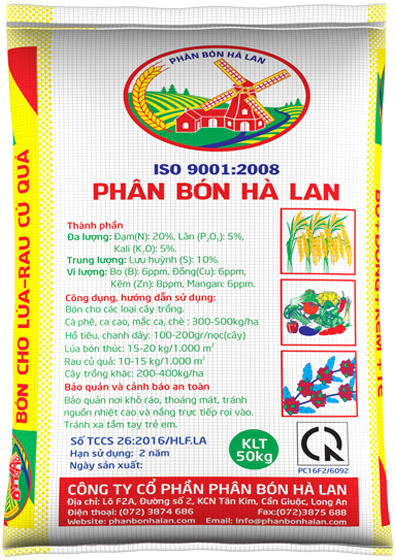 PHÂN BÓN HÀ LAN
ISO 9001:2008
PHÂN BÓN HÀ LAN
Thành phần
Đa lượng: Đạm(N): 20%, Lân (P₂O₅): 5%,
Kali (K₂O): 5%.
Trung lượng: Lưu huỳnh (S): 10%.
Vi lượng: Bo (B): 6ppm, Đồng(Cu): 6ppm,
Kẽm (Zn): 8ppm, Mangan: 6ppm.
Công dụng, hướng dẫn sử dụng:
Bón cho các loại cây trồng.
Cà phê, ca cao, mắc ca, chè : 300-500kg/ha
Hồ tiêu, chanh dây: 100-200gr/nọc(cây)
Lúa bón thúc: 15-20 kg/1.000 m²
Rau củ quả: 10-15 kg/1.000 m²
Cây trồng khác: 200-400kg/ha
Bảo quản và cảnh báo an toàn
Bảo quản nơi khô ráo, thoáng mát, tránh
nguồn nhiệt cao và nắng trực tiếp rọi vào.
Tránh xa tầm tay trẻ em.
Số TCCS 26:2016/HLF.LA
Hạn sử dụng: 2 năm
Ngày sản xuất:
KLT
50kg
PC16F2/6092
CÔNG TY CỔ PHẦN PHÂN BÓN HÀ LAN
Địa chỉ: Lô F2A, Đường số 2, KCN Tân Kim, Cần Giuộc, Long An
Điện thoại: (072) 3874 686 Fax:(072)3875 688
Website: phanbonhalan.com Email: Info@phanbonhalan.com
BÓN CHO LÚA-RAU CỦ QUẢ